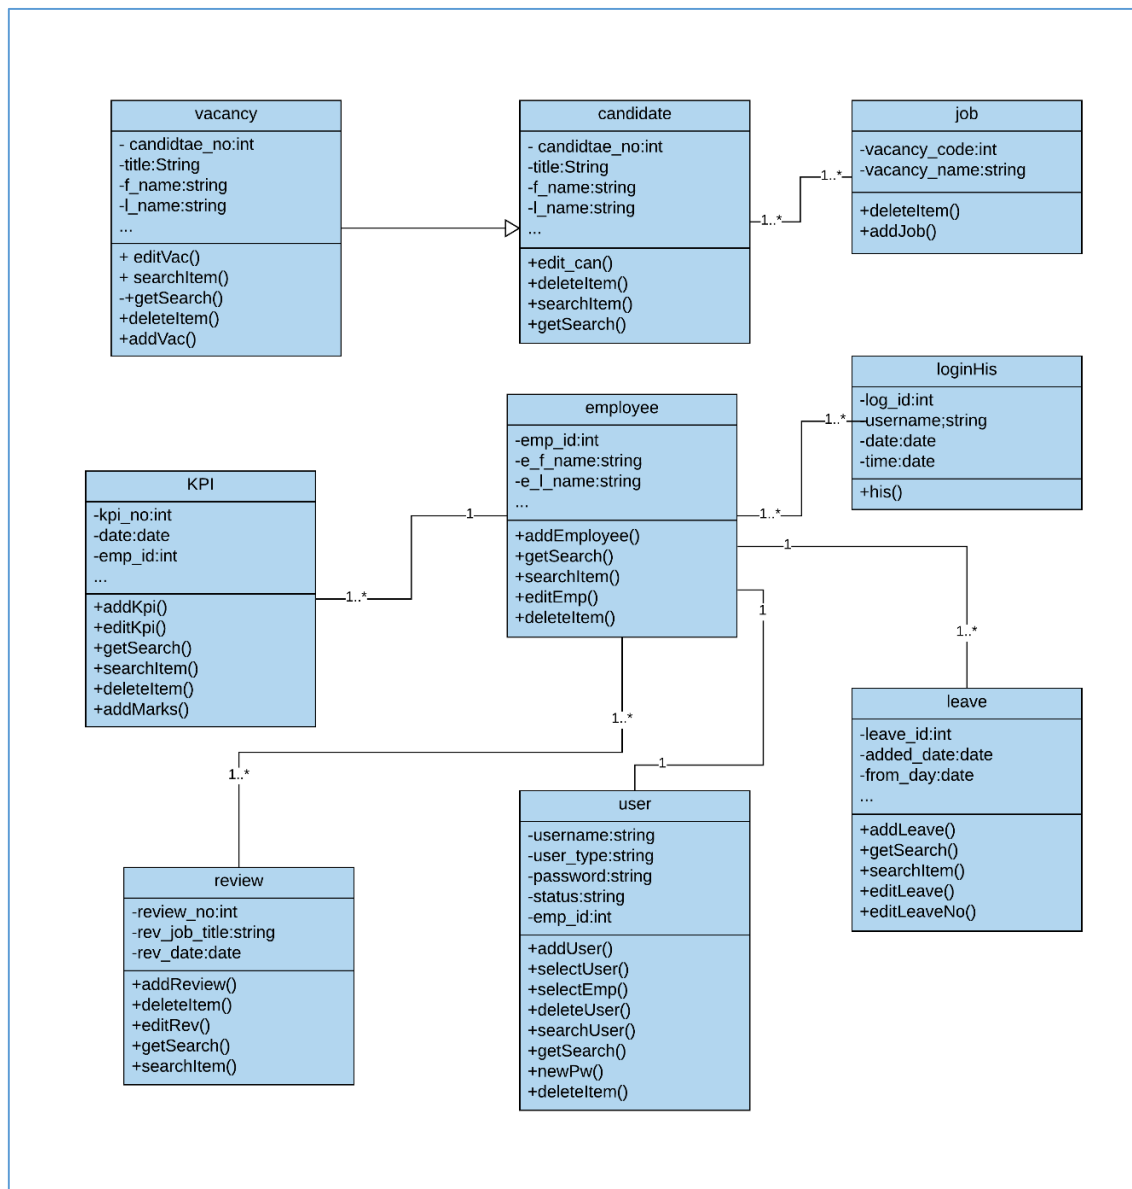 vacancy
- candidtae_no:int
-title:String
-f_name:string
-l_name:string
...
+ editVac()
+ searchItem()
-+getSearch()
+deleteItem()
+addVac()
candidate
- candidtae_no:int
-title:String
-f_name:string
-l_name:string
...
+edit_can()
+deleteItem()
+searchItem()
+getSearch()
1..*
1..*
job
-vacancy_code:int
-vacancy_name:string
+deleteItem()
+addJob()
loginHis
-log_id:int
-username;string
-date:date
-time:date
+his()
1..*
1..*
employee
-emp_id:int
-e_f_name:string
-e_l_name:string
...
+addEmployee()
+getSearch()
+searchItem()
+editEmp()
+deleteItem()
KPI
-kpi_no:int
-date:date
-emp_id:int
...
+addKpi()
+editKpi()
+getSearch()
+searchItem()
+deleteItem()
+addMarks()
1
1..*
1
1..*
1
1
1..*
1..*
leave
-leave_id:int
-added_date:date
-from_day:date
...
+addLeave()
+getSearch()
+searchItem()
+editLeave()
+editLeaveNo()
user
-username:string
-user_type:string
-password:string
-status:string
-emp_id:int
+addUser()
+selectUser()
+selectEmp()
+deleteUser()
+searchUser()
+getSearch()
+newPw()
+deleteItem()
review
-review_no:int
-rev_job_title:string
-rev_date:date
+addReview()
+deleteItem()
+editRev()
+getSearch()
+searchItem()